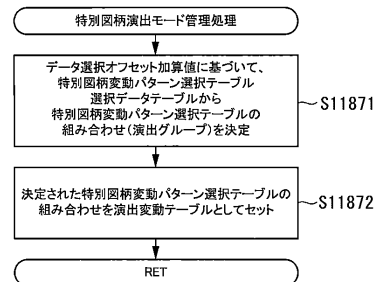 特別図柄演出モード管理処理
データ選択オフセット加算値に基づいて、
特別図柄変動パターン選択テーブル
選択データテーブルから
特別図柄変動パターン選択テーブルの
組み合わせ(演出グループ)を決定
S11871
決定された特別図柄変動パターン選択テーブルの
組み合わせを演出変動テーブルとしてセット
S11872
RET